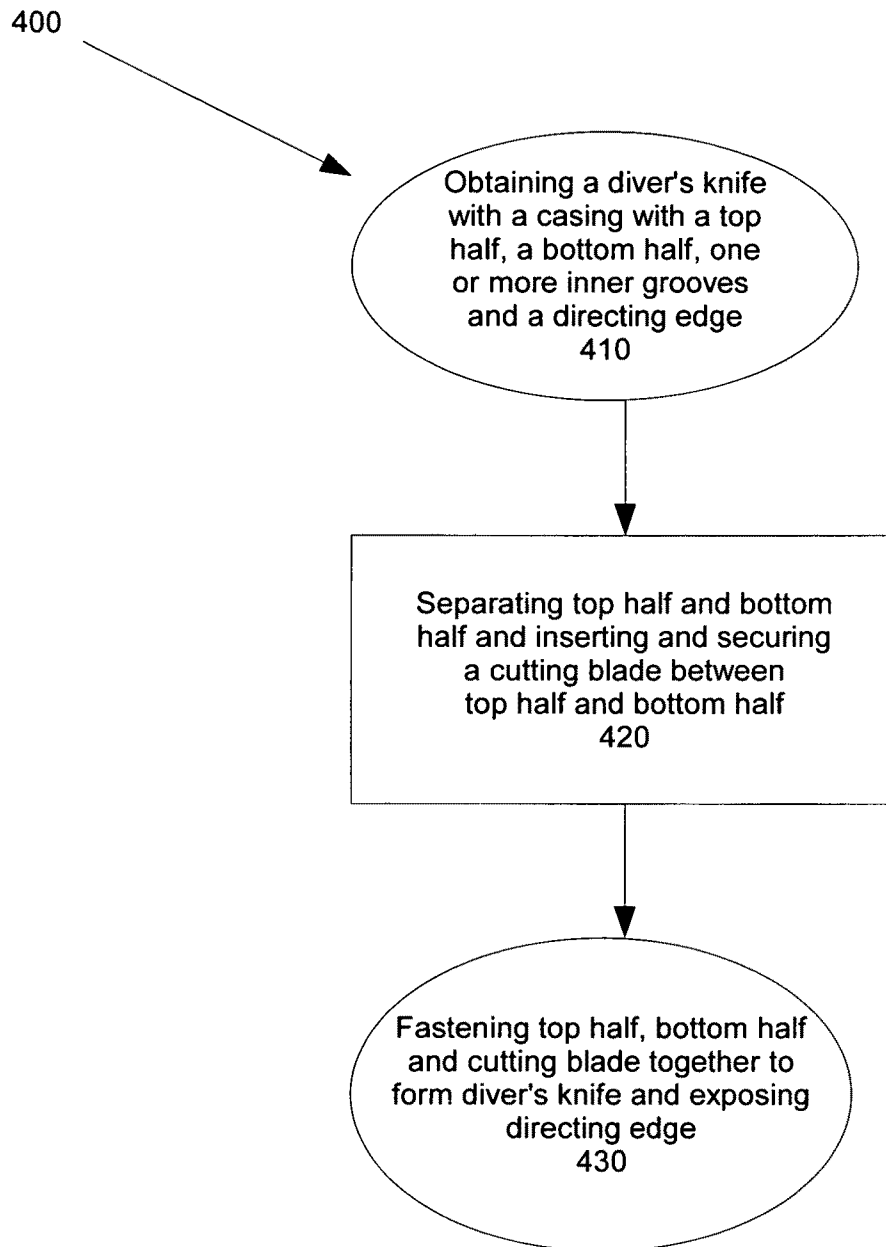 400
Obtaining a diver's knife
with a casing with a top
half, a bottom half, one
or more inner grooves
and a directing edge
410
Separating top half and bottom
half and inserting and securing
a cutting blade between
top half and bottom half
420
Fastening top half, bottom half
and cutting blade together to
form diver's knife and exposing
directing edge
430